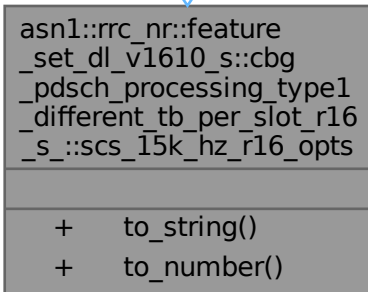 asn1::rrc_nr::feature
_set_dl_v1610_s::cbg
_pdsch_processing_type1
_different_tb_per_slot_r16
_s_::scs_15k_hz_r16_opts
+ to_string()
+ to_number()